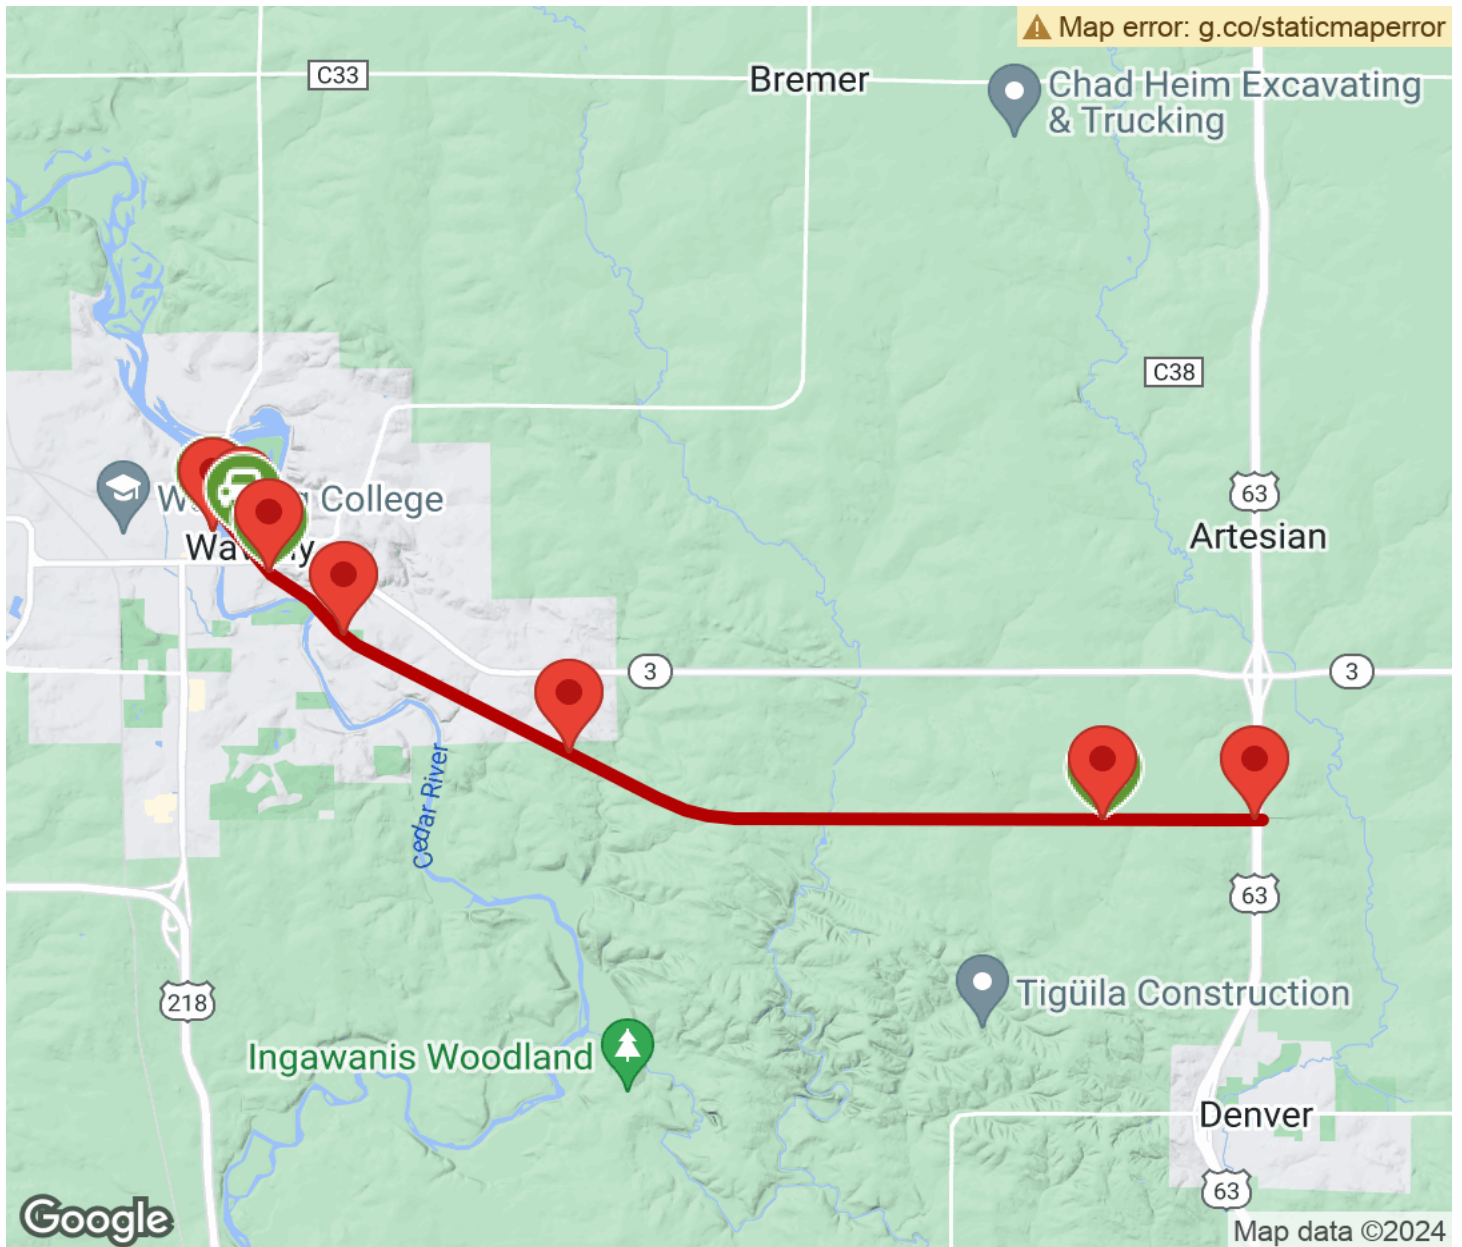 Map error: g.co/staticmaperror
C33
Bremer
Chad Heim Excavating
& Trucking
C38
63
College
Artesian
3
3
Cedar River
63
Tigüila Construction
218
Ingawanis Woodland
Denver
63
Google
Map data ©2024